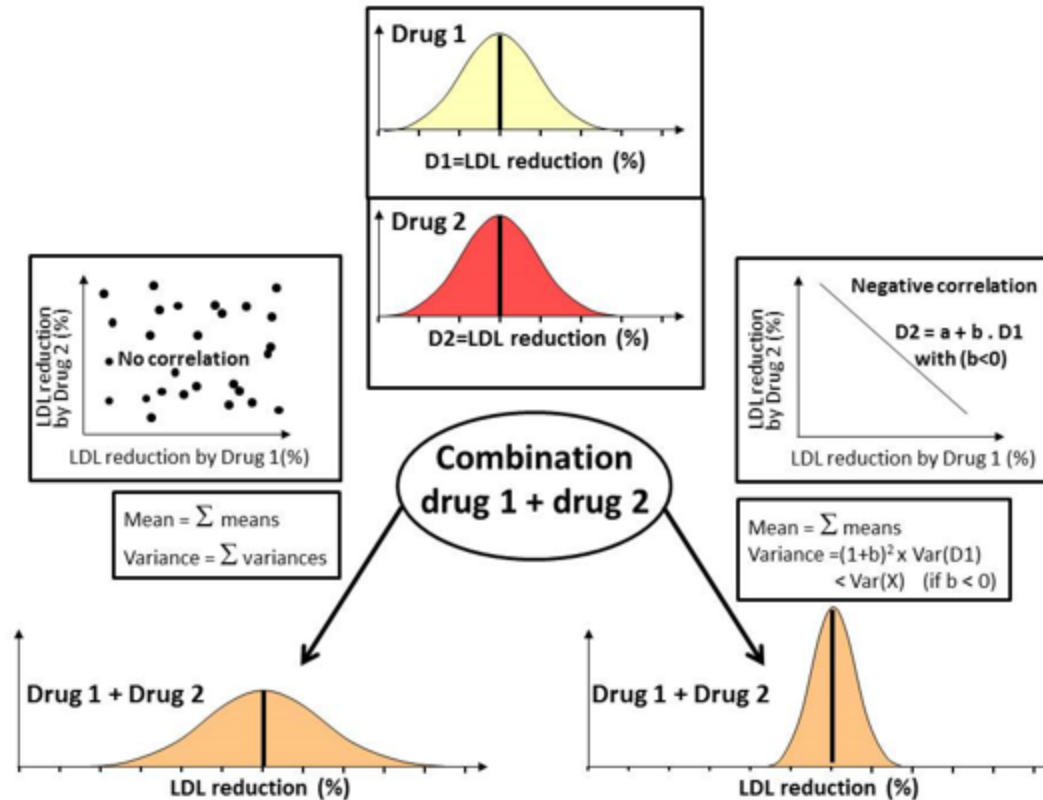 Drug 1
D1=LDL reduction (%)
Drug 2
D2=LDL reduction (%)
LDL reduction
by Drug 2 (%)
No correlation
LDL reduction by Drug 1(%)
Mean = Σ means
Variance = Σ variances
LDL reduction
by Drug 2 (%)
Negative correlation
D2 = a + b . D1
with (b<0)
LDL reduction by Drug 1 (%)
Mean = Σ means
Variance =(1+b)² x Var(D1)
< Var(X) (if b < 0)
Combination
drug 1 + drug 2
Drug 1 + Drug 2
LDL reduction (%)
Drug 1 + Drug 2
LDL reduction (%)